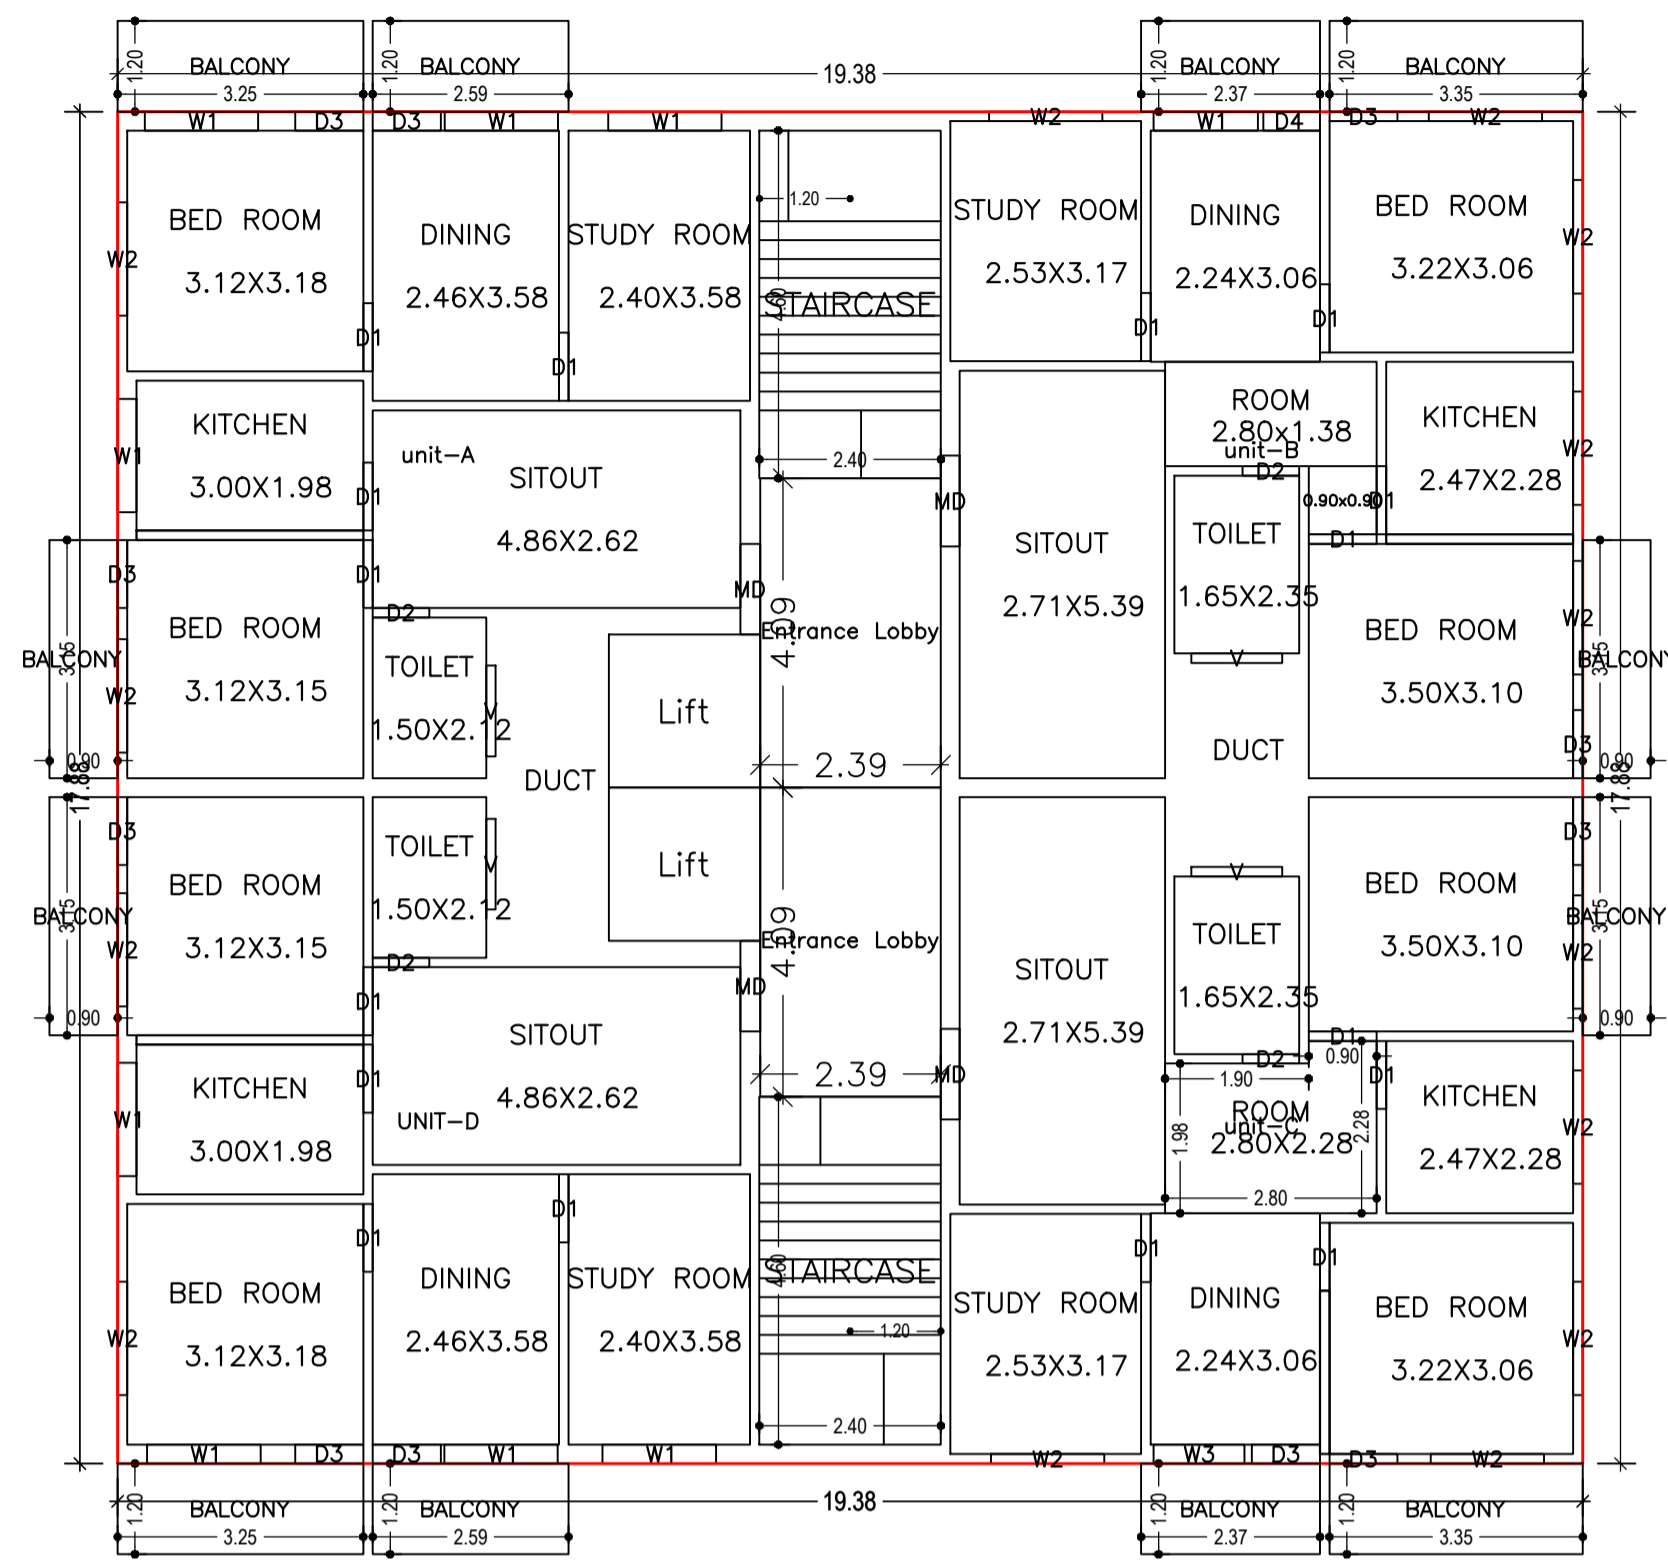 BALCONY
BALCONY
BALCONY
BALCONY
1.20
1.20
1.20
1.20
19.38
3.25
2.59
2.37
3.35
W1
D3
D3
W1
W1
W2
W1
D4
D3
W2
BED ROOM
3.12X3.18
DINING
2.46X3.58
STUDY ROOM
2.40X3.58
1.20
4.60
STAIRCASE
STUDY ROOM
2.53X3.17
DINING
2.24X3.06
BED ROOM
3.22X3.06
W2
W2
D1
D1
D1
D1
KITCHEN
3.00X1.98
W1
D1
unit-A
SITOUT
4.86X2.62
2.40
MD
ROOM
2.80x1.38
unit-B
D2
0.90x0.90
D1
KITCHEN
2.47X2.28
W2
D3
D1
D2
MD
SITOUT
2.71X5.39
TOILET
1.65X2.35
V
D1
W2
BED ROOM
3.12X3.15
BALCONY
3.15
W2
0.90
17.88
TOILET
1.50X2.12
V
DUCT
Lift
4.09
Entrance Lobby
2.39
DUCT
BED ROOM
3.50X3.10
BALCONY
3.15
D3
0.90
17.88
D3
BED ROOM
3.12X3.15
BALCONY
3.15
W2
0.90
TOILET
1.50X2.12
V
D2
D1
Lift
4.09
Entrance Lobby
2.39
MD
SITOUT
2.71X5.39
MD
V
TOILET
1.65X2.35
D2
BED ROOM
3.50X3.10
D3
BALCONY
3.15
W2
0.90
D1
0.90
D1
1.90
ROOM
unit-C
2.80X2.28
1.98
2.28
2.80
KITCHEN
2.47X2.28
W2
KITCHEN
3.00X1.98
W1
D1
SITOUT
4.86X2.62
UNIT-D
D1
D1
D1
D1
BED ROOM
3.12X3.18
W2
DINING
2.46X3.58
STUDY ROOM
2.40X3.58
STAIRCASE
4.60
1.20
2.40
STUDY ROOM
2.53X3.17
DINING
2.24X3.06
BED ROOM
3.22X3.06
W2
W1
D3
D3
W1
W1
W2
W3
D3
D3
W2
1.20
BALCONY
1.20
BALCONY
19.38
1.20
BALCONY
1.20
BALCONY
3.25
2.59
2.37
3.35